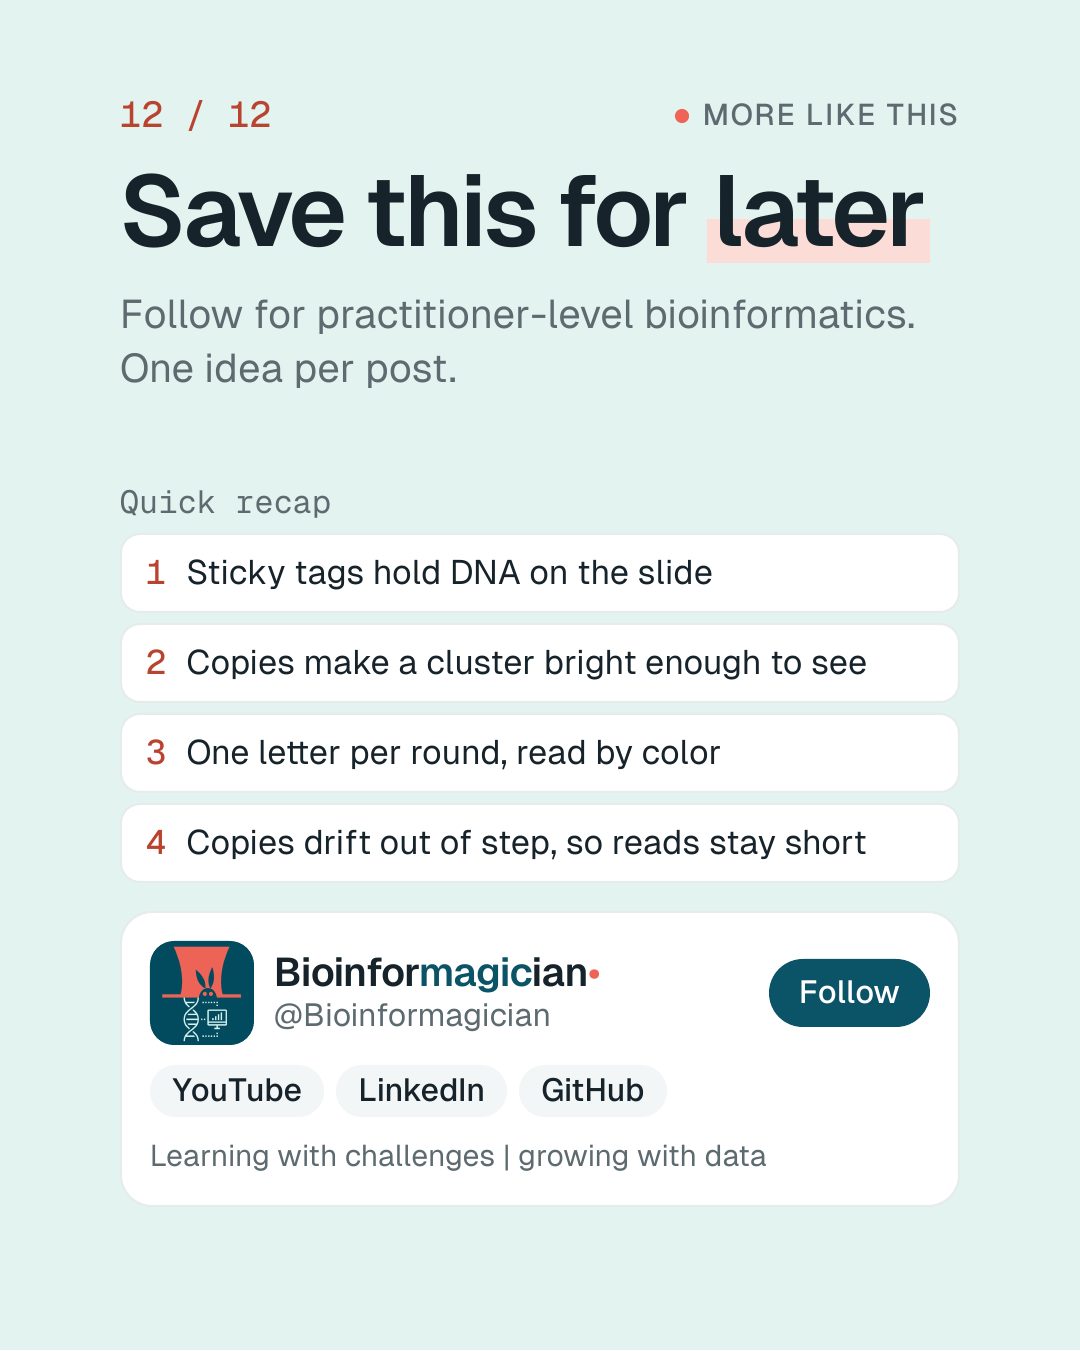 12 / 12
MORE LIKE THIS
Save this for later
Follow for practitioner-level bioinformatics.
One idea per post.
Quick recap
1 Sticky tags hold DNA on the slide
2 Copies make a cluster bright enough to see
3 One letter per round, read by color
4 Copies drift out of step, so reads stay short
Bioinformagician
@Bioinformagician
Follow
YouTube LinkedIn GitHub
Learning with challenges | growing with data